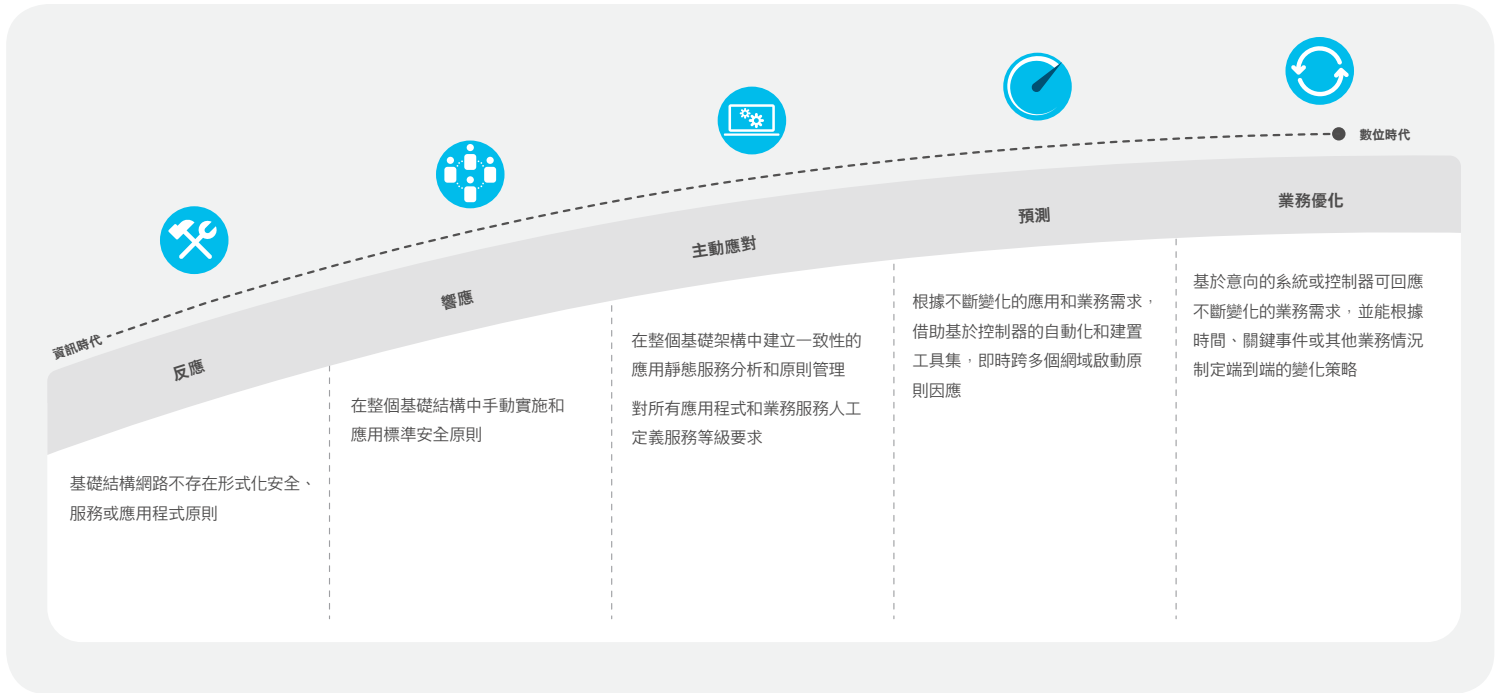 資訊時代
數位時代
反應
基礎結構網路不存在形式化安全、
服務或應用程式原則
響應
在整個基礎結構中手動實施和
應用標準安全原則
主動應對
在整個基礎架構中建立一致性的
應用靜態服務分析和原則管理
對所有應用程式和業務服務人工
定義服務等級要求
預測
根據不斷變化的應用和業務需求，
借助基於控制器的自動化和建置
工具集，即時跨多個網域啟動原
則因應
業務優化
基於意向的系統或控制器可回應
不斷變化的業務需求，並能根據
時間、關鍵事件或其他業務情況
制定端到端的變化策略